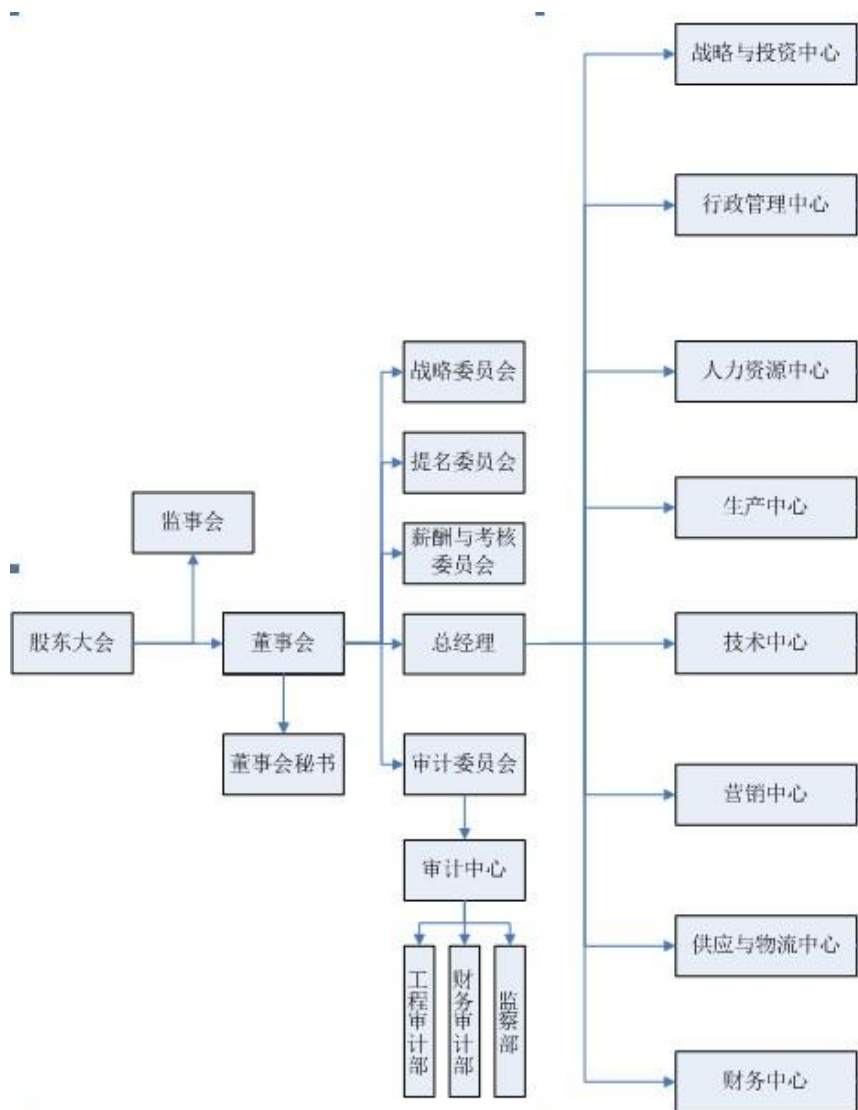 战略与投资中心
行政管理中心
人力资源中心
战略委员会
提名委员会
生产中心
监事会
薪酬与考核
委员会
股东大会
董事会
总经理
技术中心
董事会秘书
审计委员会
营销中心
审计中心
供应与物流中心
工程审计部
财务审计部
监察部
财务中心